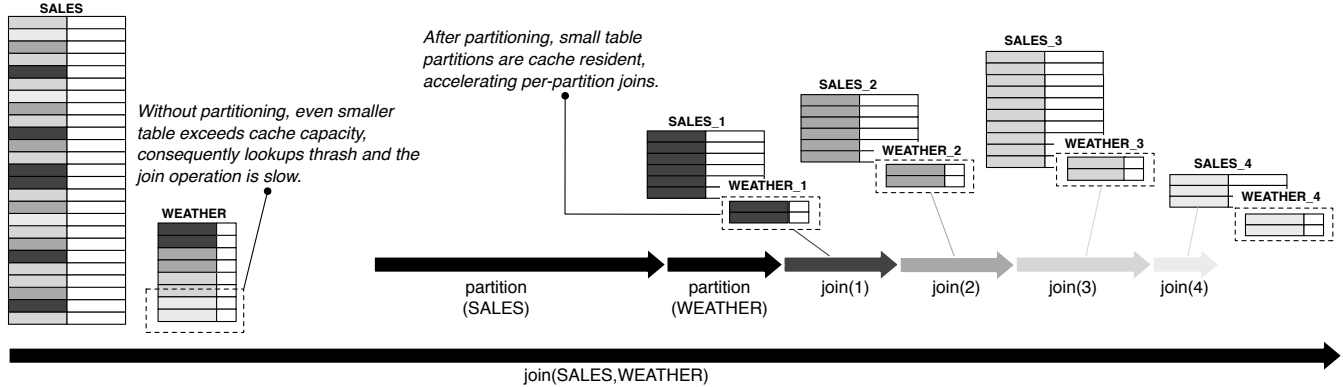 SALES
Without partitioning, even smaller
table exceeds cache capacity,
consequently lookups thrash and the
join operation is slow.
WEATHER
After partitioning, small table
partitions are cache resident,
accelerating per-partition joins.
SALES_1
WEATHER_1
SALES_2
WEATHER_2
SALES_3
WEATHER_3
SALES_4
WEATHER_4
partition
(SALES)
partition
(WEATHER)
join(1)
join(2)
join(3)
join(4)
join(SALES,WEATHER)